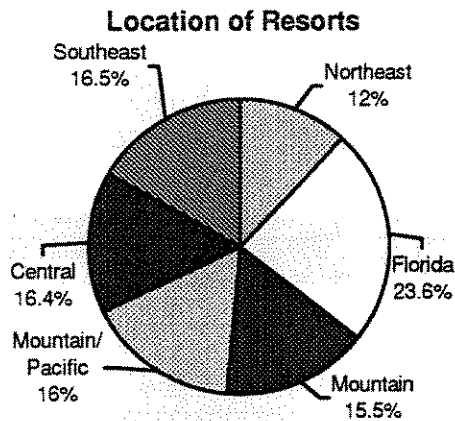 Location of Resorts
Southeast
16.5%
Northeast
12%
Florida
23.6%
Central
16.4%
Mountain/
Pacific
16%
Mountain
15.5%